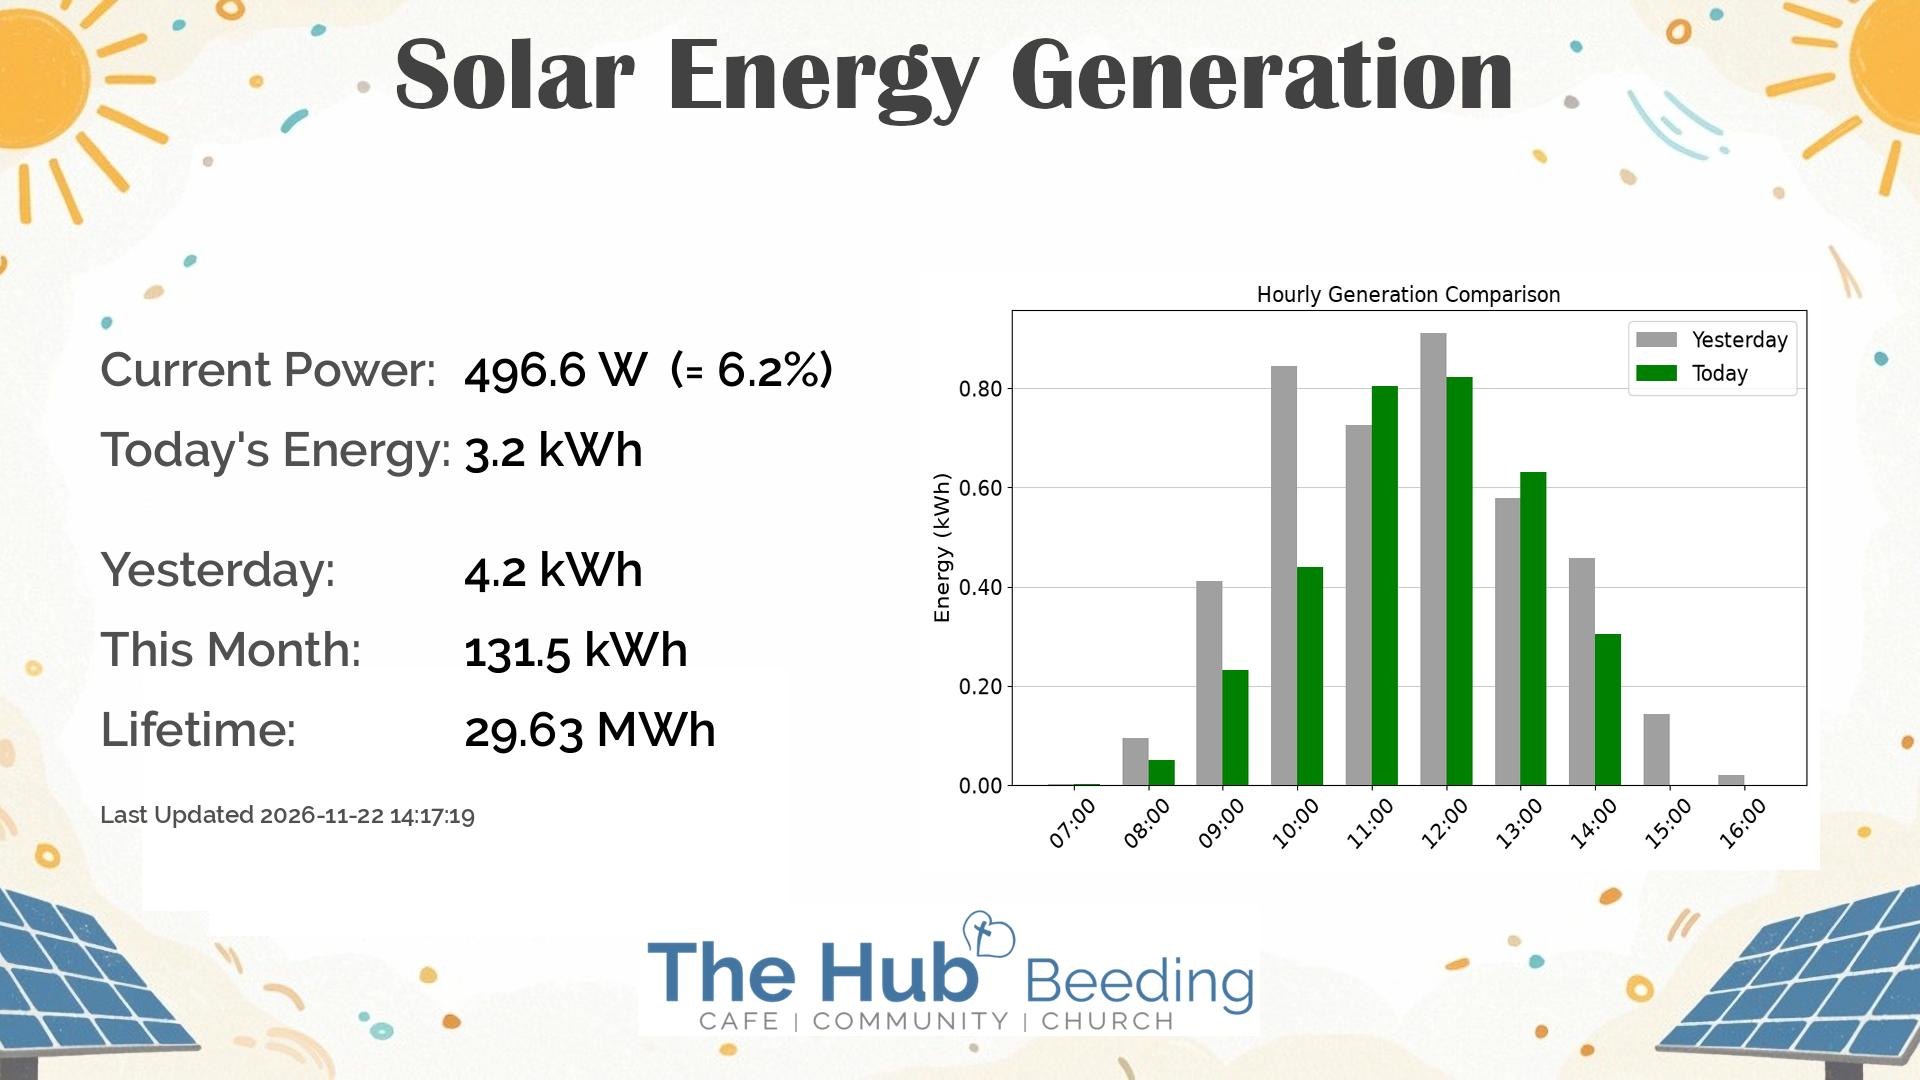 Solar Energy Generation
Current Power: 496.6 W (= 6.2%)
Today's Energy: 3.2 kWh
Yesterday: 4.2 kWh
This Month: 131.5 kWh
Lifetime: 29.63 MWh
Last Updated 2026-11-22 14:17:19
Hourly Generation Comparison
Yesterday
Today
Energy (kWh)
0.80
0.60
0.40
0.20
0.00
07:00 08:00 09:00 10:00 11:00 12:00 13:00 14:00 15:00 16:00
The Hub Beeding
CAFE | COMMUNITY | CHURCH